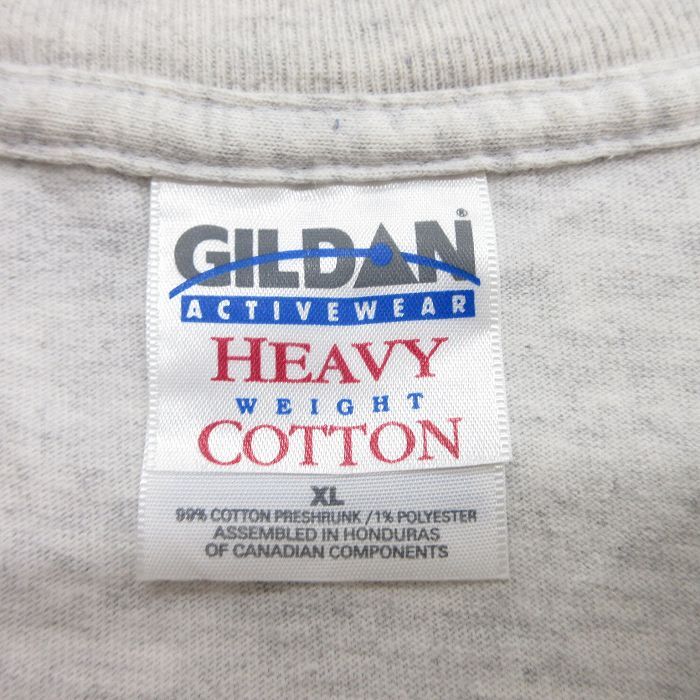 GILDAN®
ACTIVEWEAR
HEAVY
WEIGHT
COTTON
XL
99% COTTON PRESHRUNK / 1% POLYESTER
ASSEMBLED IN HONDURAS
OF CANADIAN COMPONENTS